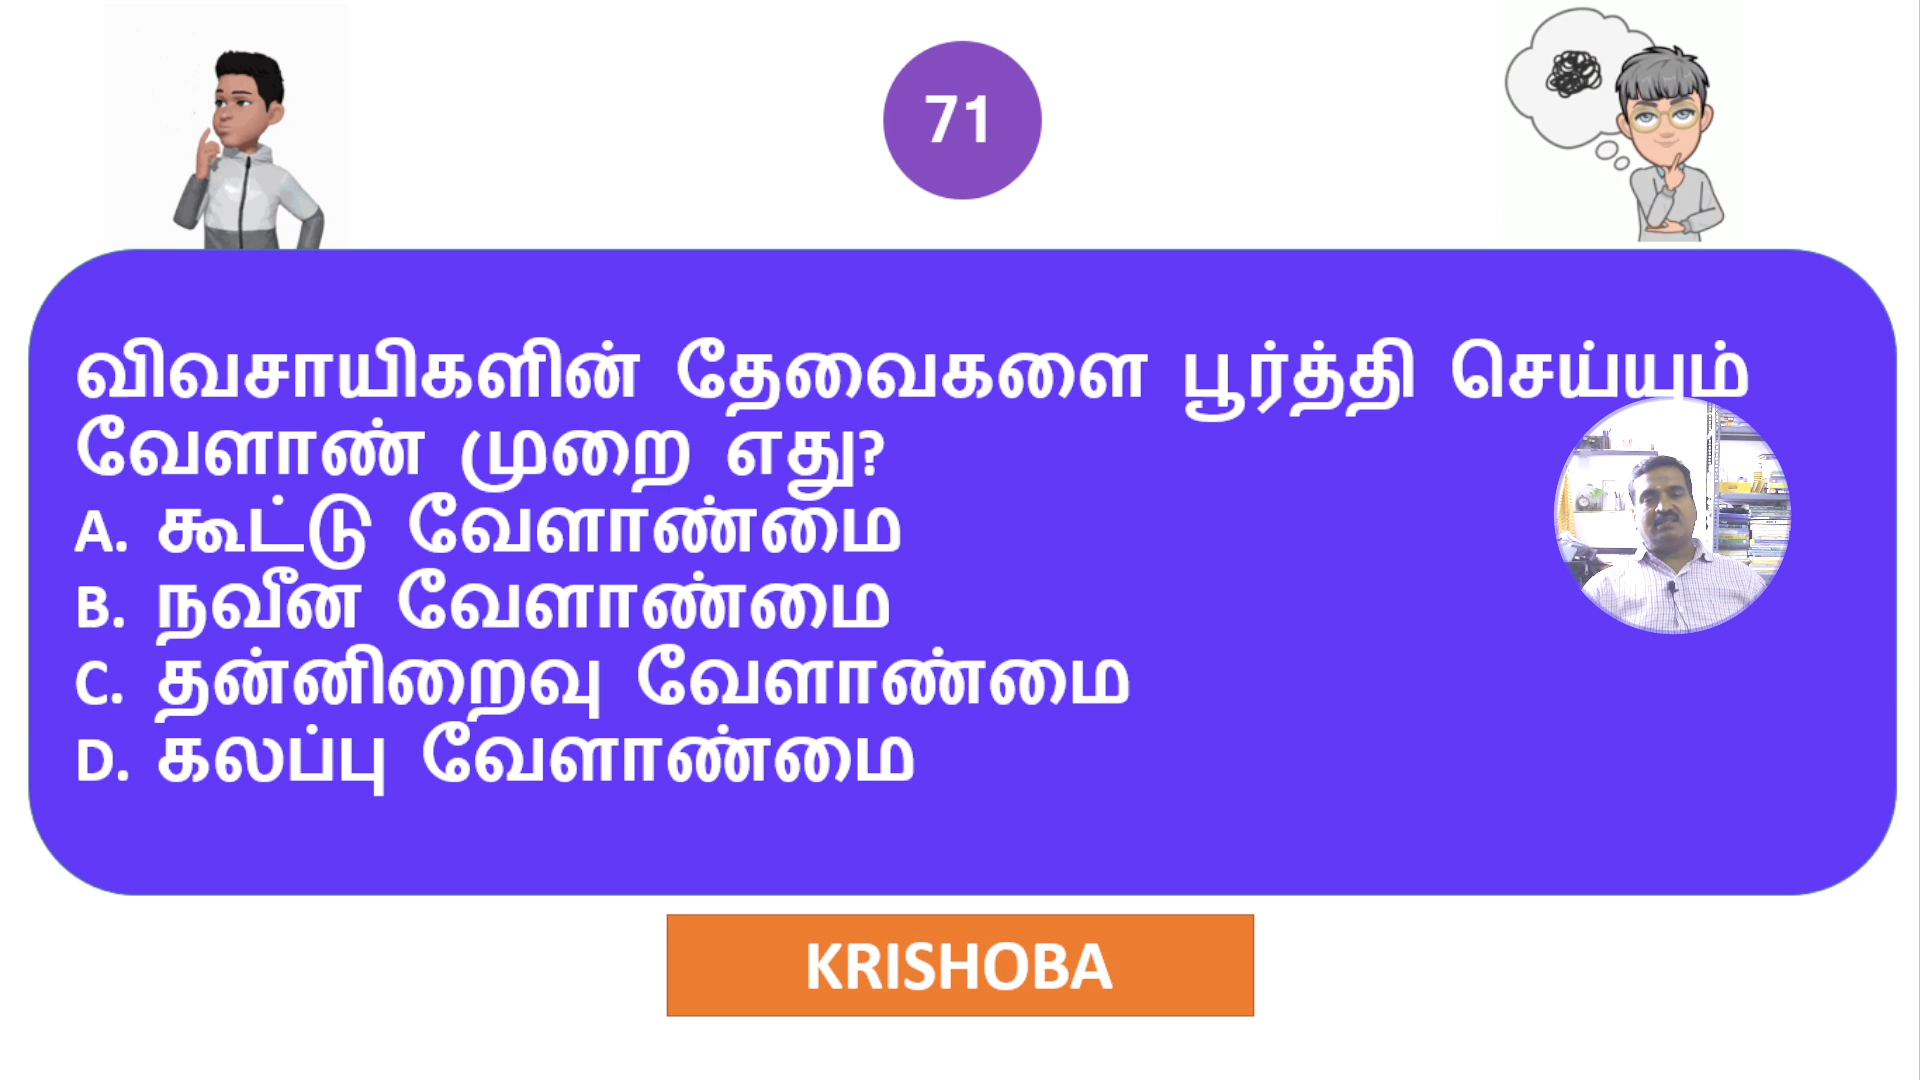 71
விவசாயிகளின் தேவைகளை பூர்த்தி செய்யும்
வேளாண் முறை எது?
A. கூட்டு வேளாண்மை
B. நவீன வேளாண்மை
C. தன்னிறைவு வேளாண்மை
D. கலப்பு வேளாண்மை
KRISHOBA